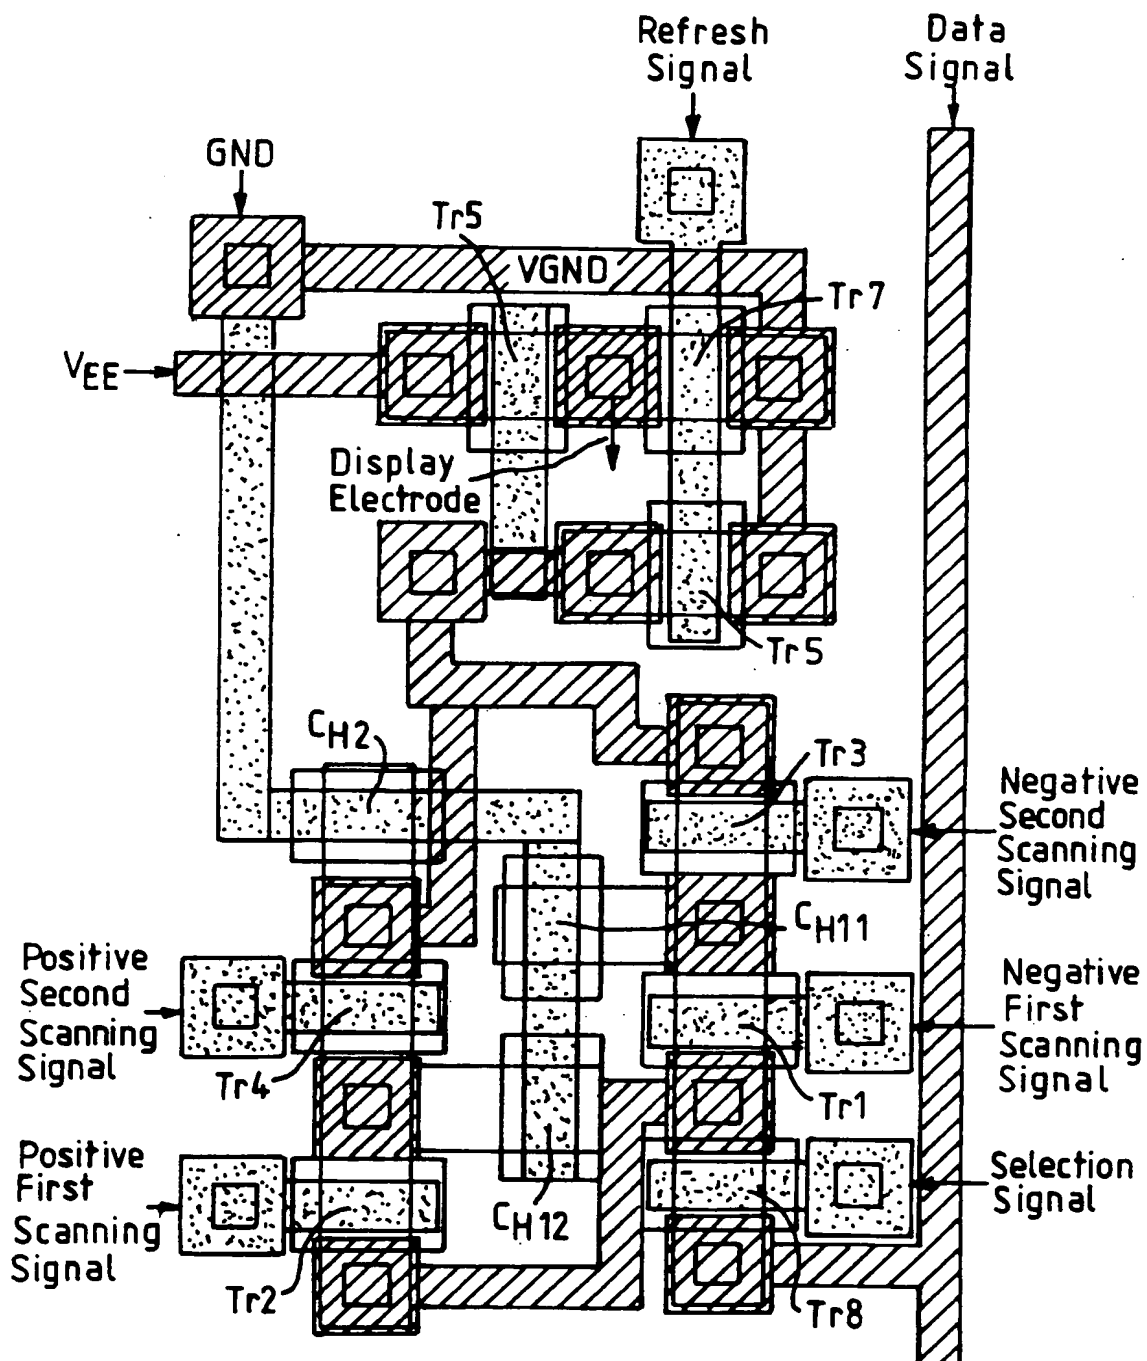 Refresh
Signal
Data
Signal
GND
Tr5
VGND
Tr7
VEE
Display
Electrode
Tr5
CH2
Tr3
Negative
Second
Scanning
Signal
CH11
Positive
Second
Scanning
Signal
Negative
First
Scanning
Signal
Tr4
Tr1
Positive
First
Scanning
Signal
Selection
Signal
CH12
Tr2
Tr8